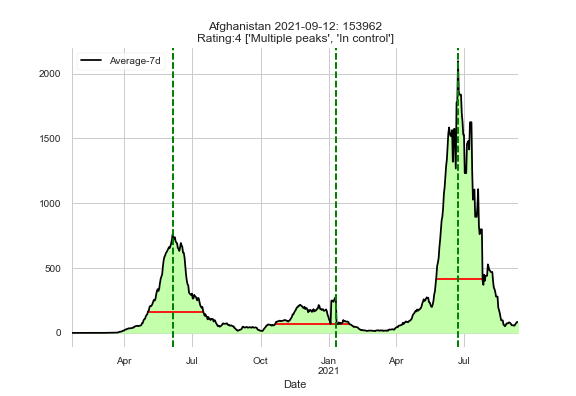 Afghanistan 2021-09-12: 153962
Rating:4 ['Multiple peaks', 'In control']
Average-7d
2000
1500
1000
500
0
Apr Jul Oct Jan Apr Jul
2021
Date